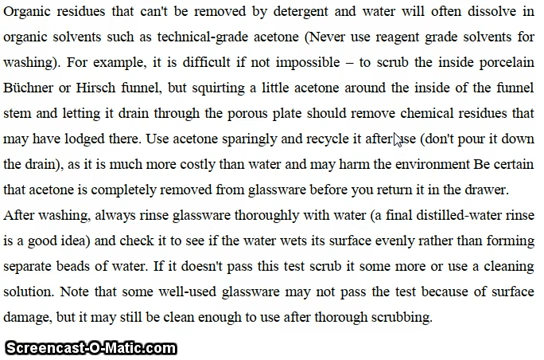 Organic residues that can't be removed by detergent and water will often dissolve in
organic solvents such as technical-grade acetone (Never use reagent grade solvents for
washing). For example, it is difficult if not impossible – to scrub the inside porcelain
Büchner or Hirsch funnel, but squirting a little acetone around the inside of the funnel
stem and letting it drain through the porous plate should remove chemical residues that
may have lodged there. Use acetone sparingly and recycle it after use (don't pour it down
the drain), as it is much more costly than water and may harm the environment Be certain
that acetone is completely removed from glassware before you return it in the drawer.
After washing, always rinse glassware thoroughly with water (a final distilled-water rinse
is a good idea) and check it to see if the water wets its surface evenly rather than forming
separate beads of water. If it doesn't pass this test scrub it some more or use a cleaning
solution. Note that some well-used glassware may not pass the test because of surface
damage, but it may still be clean enough to use after thorough scrubbing.
Screencast-O-Matic.com